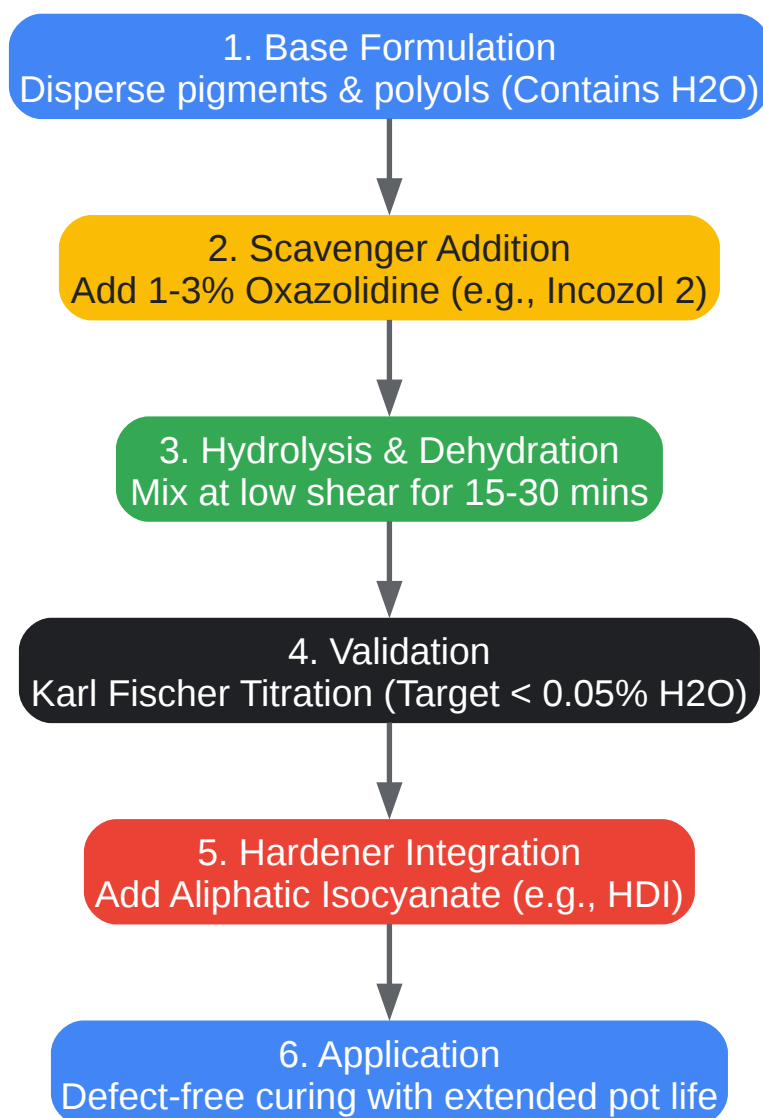 1. Base Formulation
Disperse pigments & polyols (Contains H2O)
2. Scavenger Addition
Add 1-3% Oxazolidine (e.g., Incozol 2)
3. Hydrolysis & Dehydration
Mix at low shear for 15-30 mins
4. Validation
Karl Fischer Titration (Target < 0.05% H2O)
5. Hardener Integration
Add Aliphatic Isocyanate (e.g., HDI)
6. Application
Defect-free curing with extended pot life